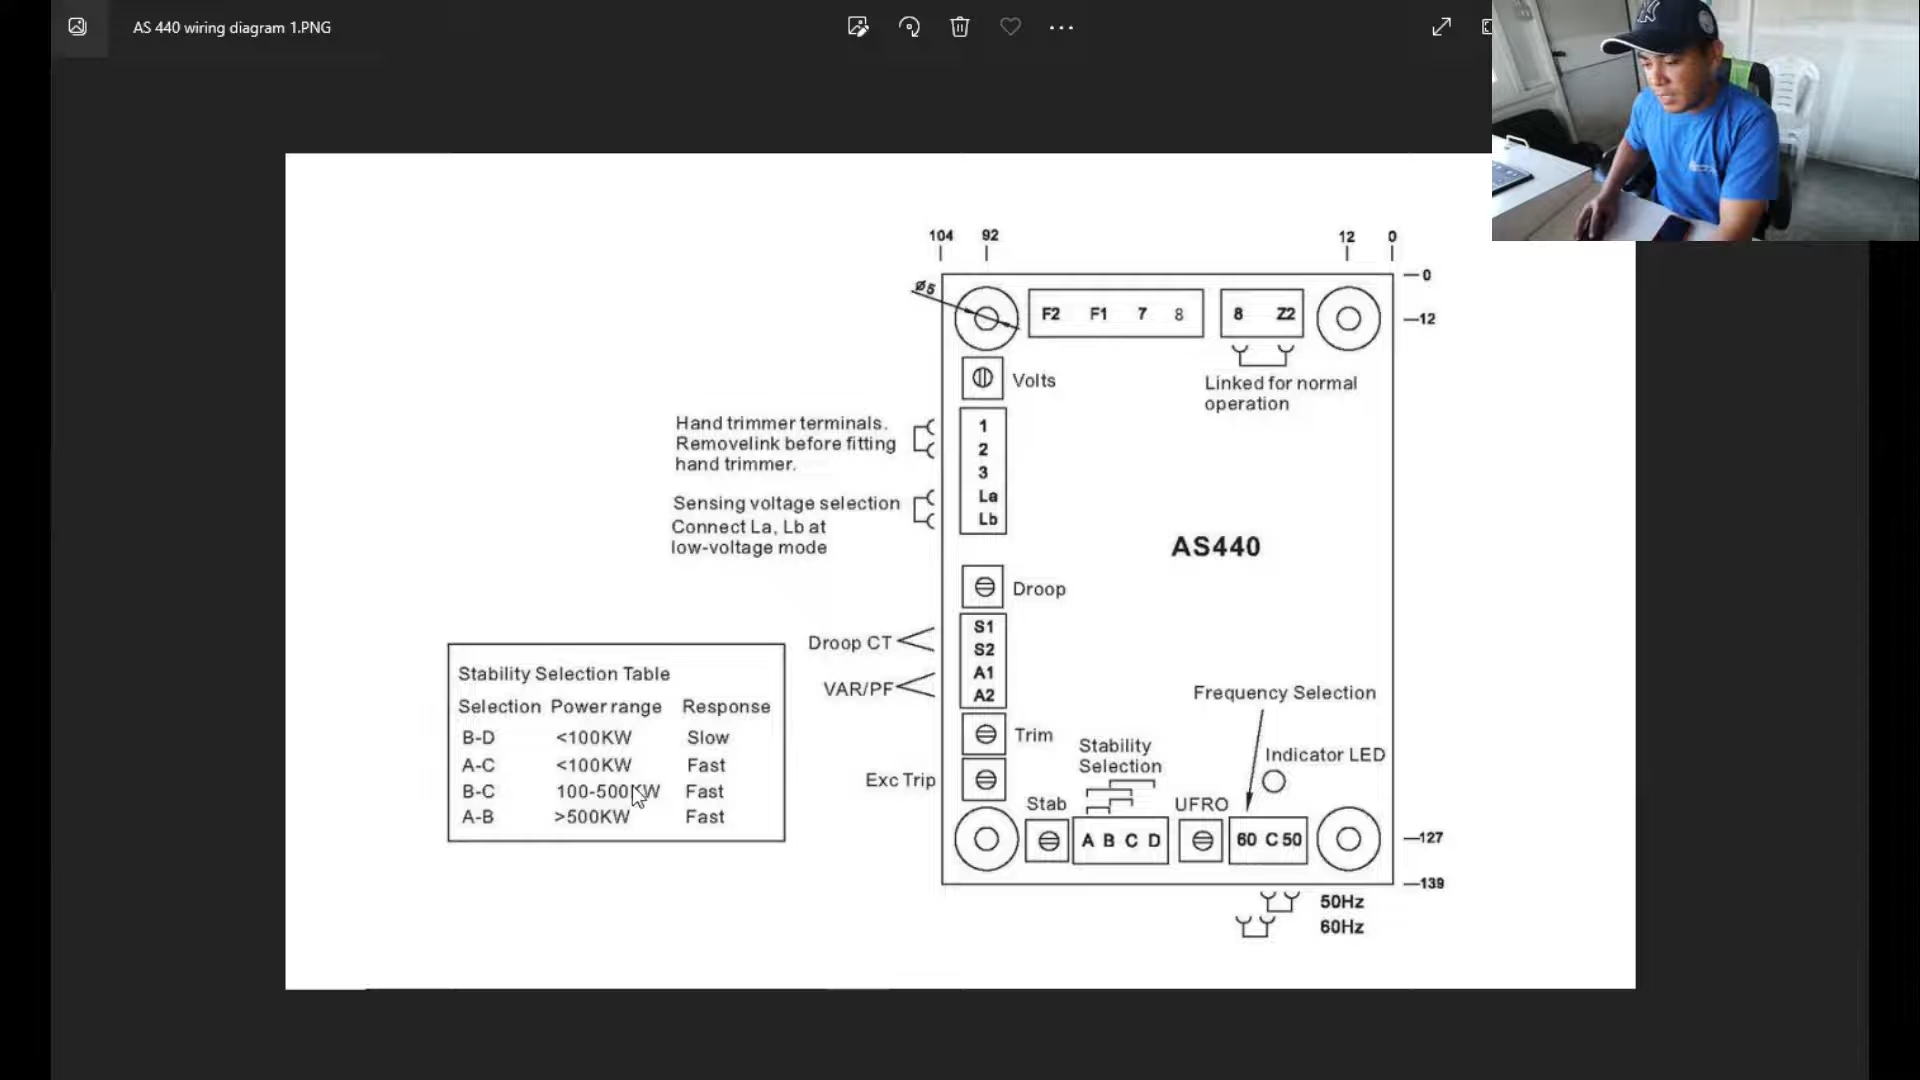 AS 440 wiring diagram 1.PNG
104 92 12 0
ø5
0
12
F2 F1 7 8
8 Z2
Volts
Linked for normal
operation
Hand trimmer terminals.
Removelink before fitting
hand trimmer.
1
2
3
La
Lb
Sensing voltage selection
Connect La, Lb at
low-voltage mode
AS440
Droop
Droop CT
VAR/PF
S1
S2
A1
A2
Trim
Exc Trip
Stability Selection Table
Selection Power range Response
B-D <100KW Slow
A-C <100KW Fast
B-C 100-500KW Fast
A-B >500KW Fast
Stability
Selection
Frequency Selection
Indicator LED
Stab
UFRO
A B C D
60 C 50
127
139
50Hz
60Hz